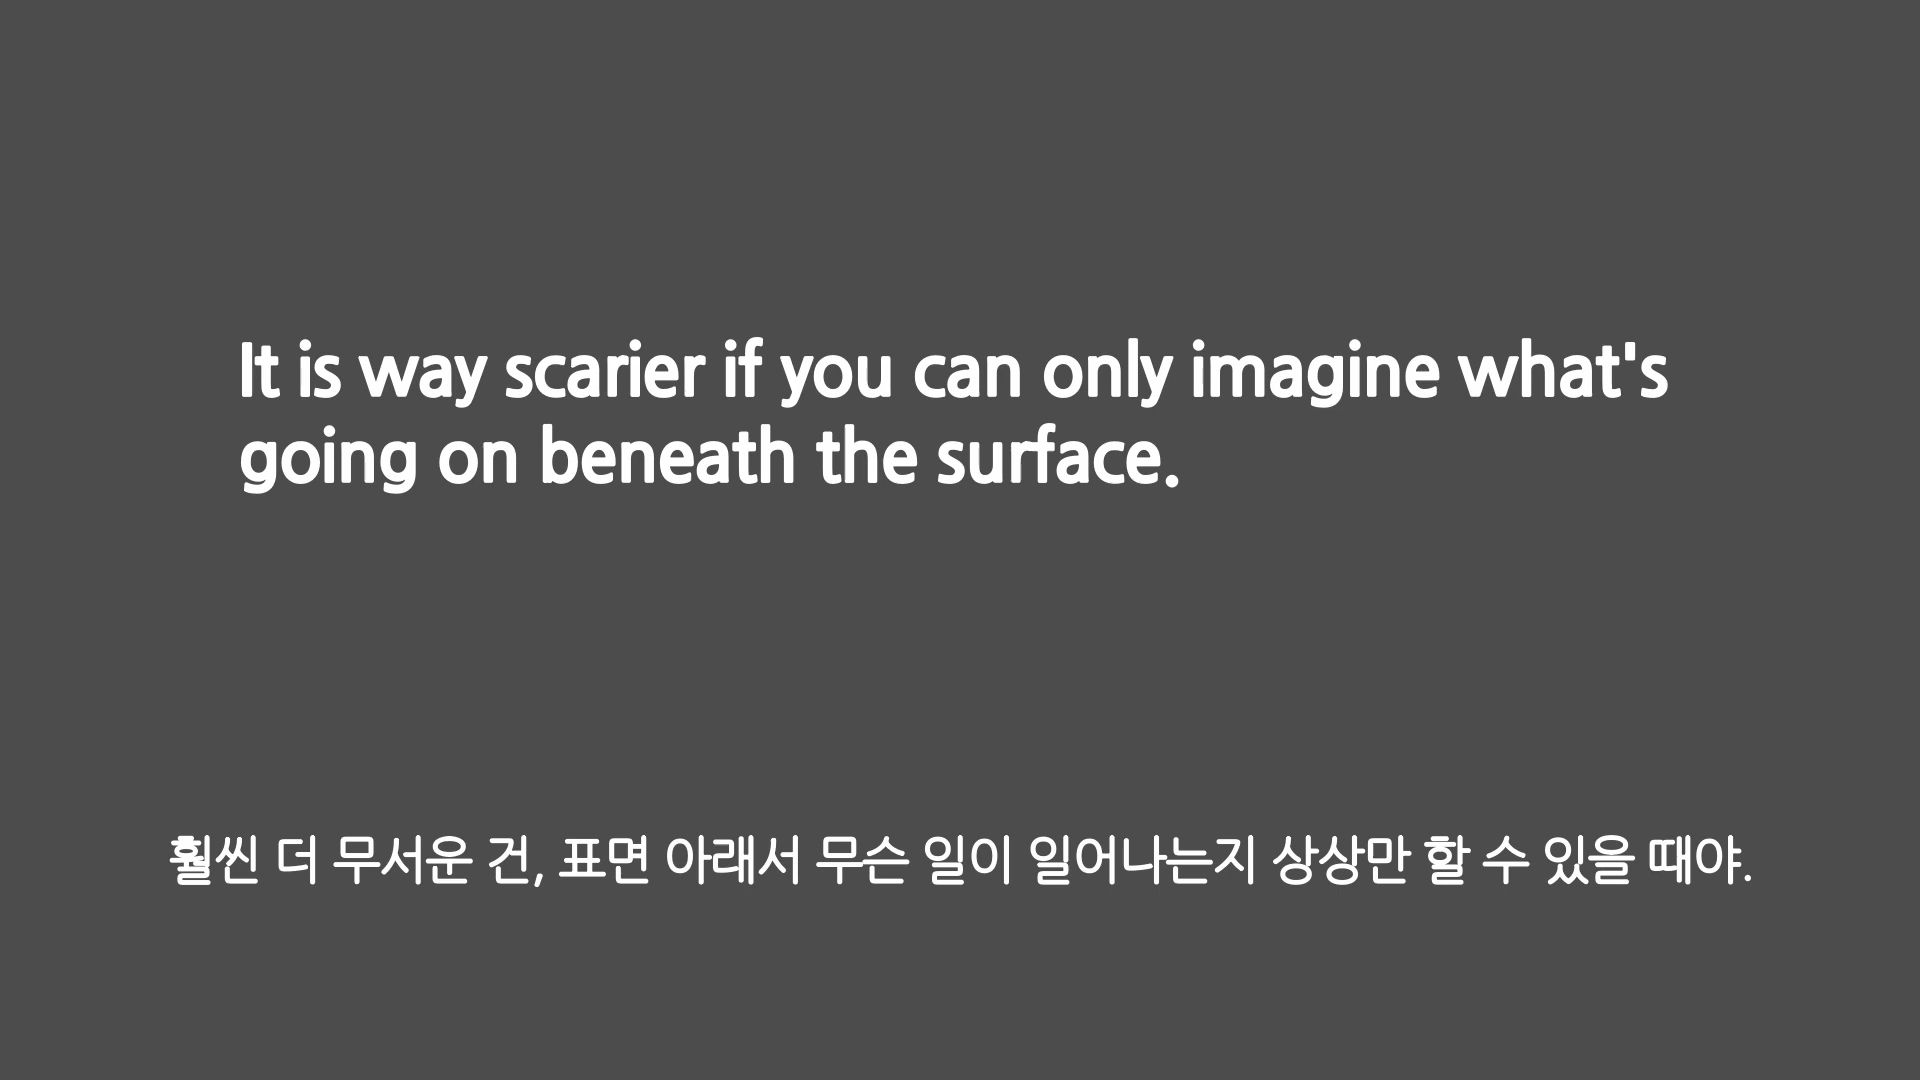 It is way scarier if you can only imagine what's
going on beneath the surface.
훨씬 더 무서운 건, 표면 아래서 무슨 일이 일어나는지 상상만 할 수 있을 때야.